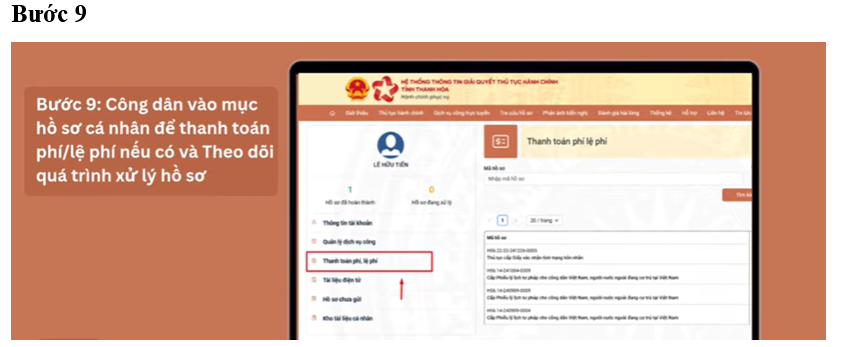 Bước 9
Bước 9: Công dân vào mục
hồ sơ cá nhân để thanh toán
phí/lệ phí nếu có và Theo dõi
quá trình xử lý hồ sơ
HỆ THỐNG THÔNG TIN GIẢI QUYẾT THỦ TỤC HÀNH CHÍNH
TỈNH THANH HÓA
Hành chính phục vụ
Giới thiệu Thủ tục hành chính Dịch vụ công trực tuyến Tra cứu hồ sơ Phản ánh kiến nghị Đánh giá hài lòng Thống kê Hỗ trợ Liên hệ
LÊ HỮU TIẾN
1 0
Hồ sơ đã hoàn thành Hồ sơ đang xử lý
Thông tin tài khoản
Quản lý dịch vụ công
Thanh toán phí, lệ phí
Tài liệu điện tử
Hồ sơ chưa gửi
Kho tài liệu cá nhân
Thanh toán phí lệ phí
Mã hồ sơ
Nhập mã hồ sơ
Tìm
1 20 / trang
Mã hồ sơ
Thủ tục cấp Giấy xác nhận tình trạng hôn nhân
Cấp Phiếu lý lịch tư pháp cho công dân Việt Nam, người nước ngoài đang cư trú tại Việt Nam
Cấp Phiếu lý lịch tư pháp cho công dân Việt Nam, người nước ngoài đang cư trú tại Việt Nam
Cấp Phiếu lý lịch tư pháp cho công dân Việt Nam, người nước ngoài đang cư trú tại Việt Nam